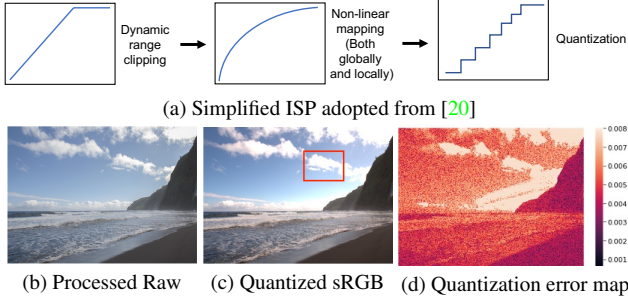 Dynamic
range
clipping
Non-linear
mapping
(Both
globally
and locally)
Quantization
(a) Simplified ISP adopted from [20]
0.008
0.007
0.006
0.005
0.004
0.003
0.002
0.001
(b) Processed Raw
(c) Quantized sRGB
(d) Quantization error map